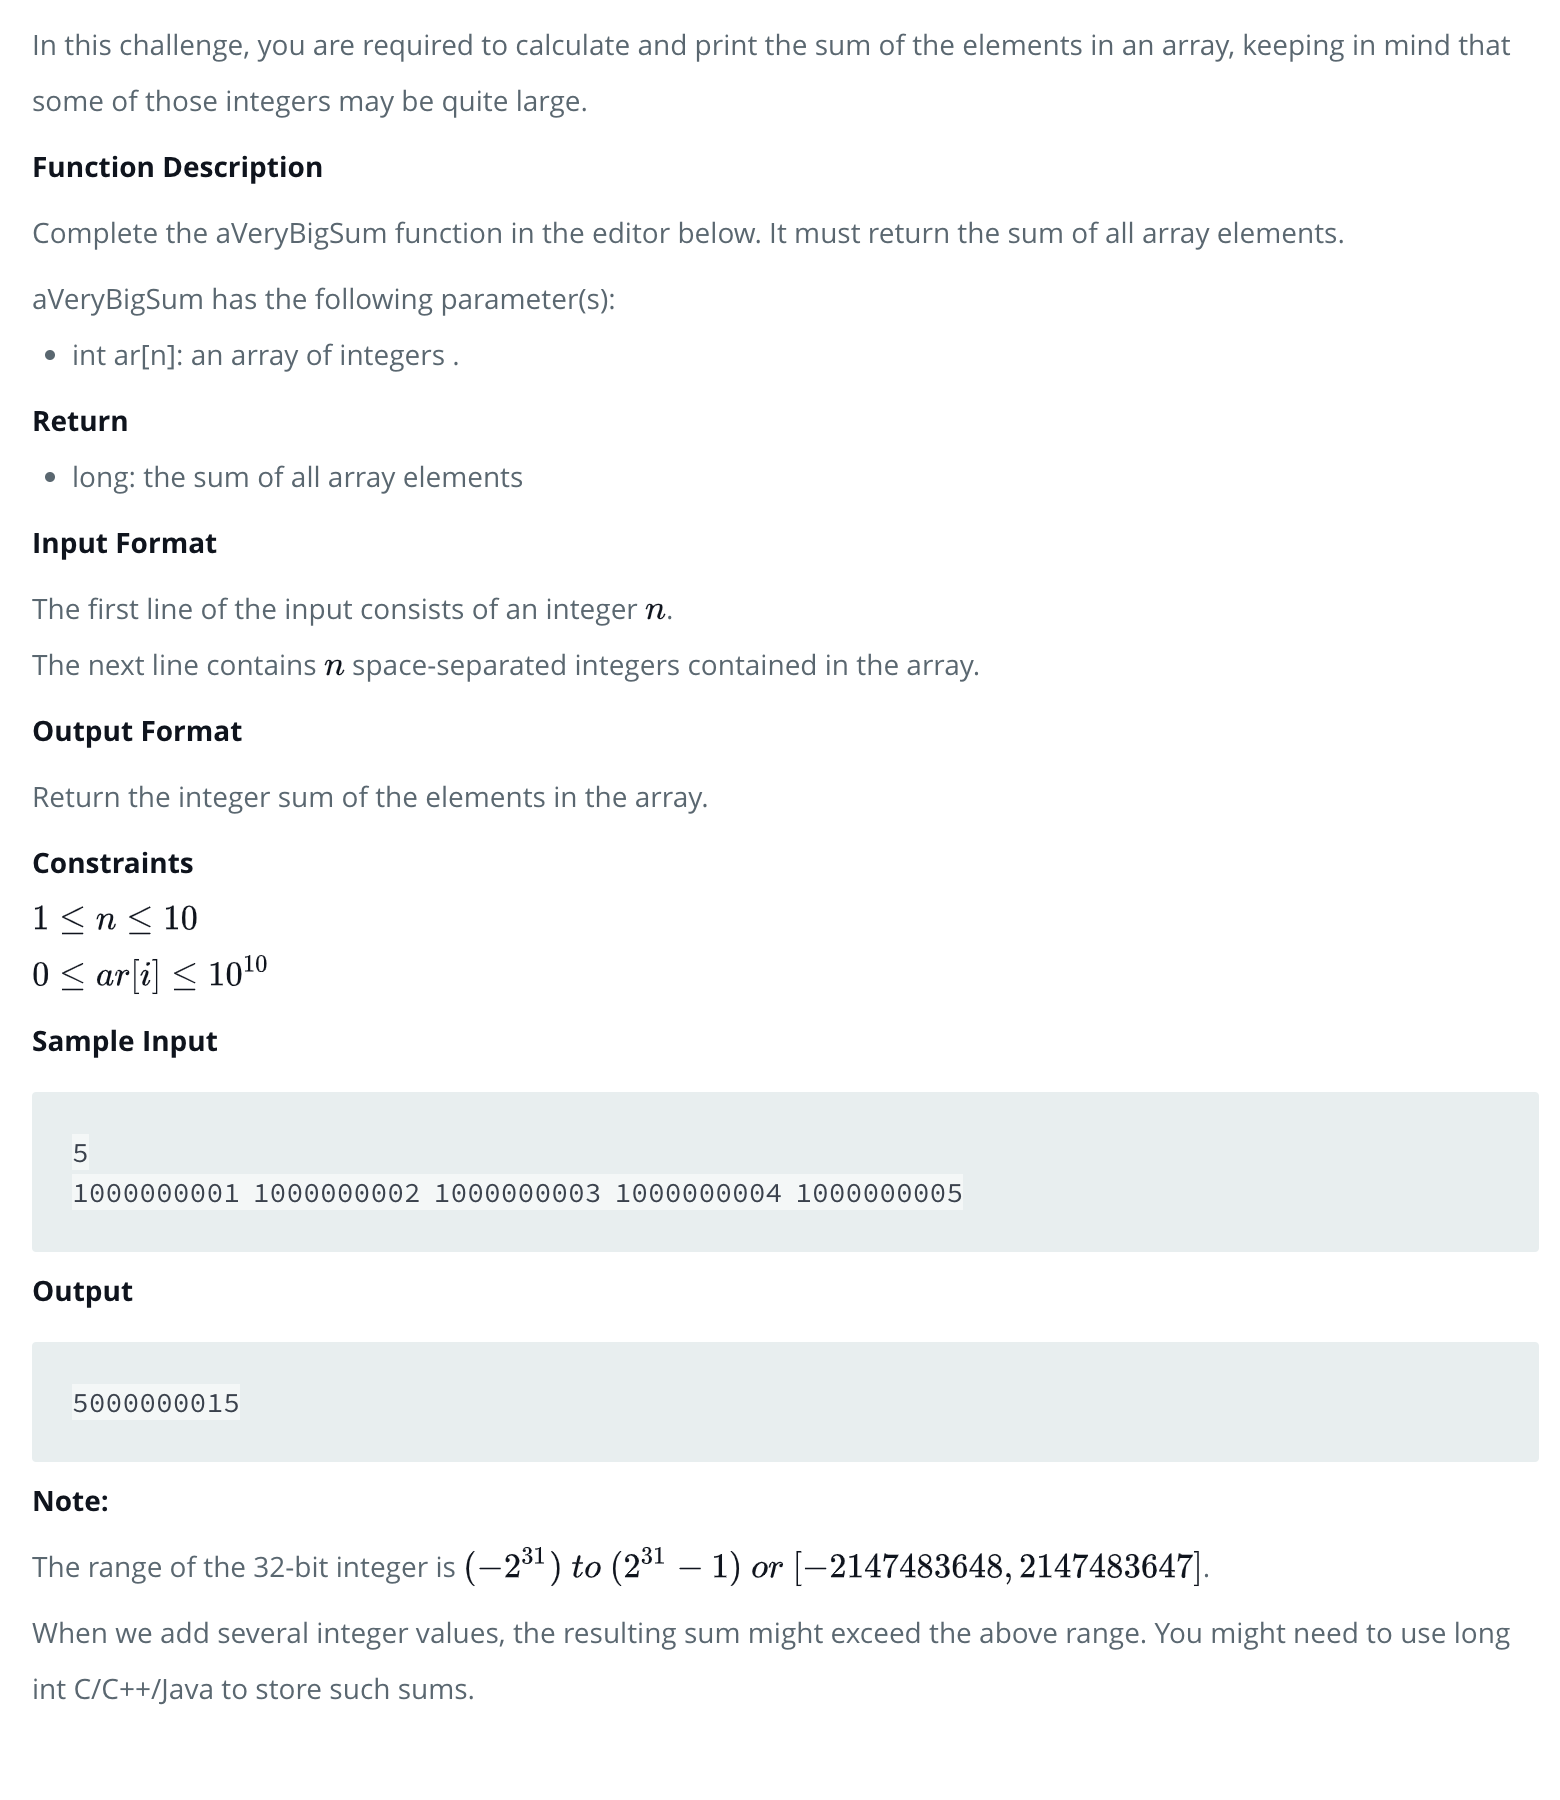 In this challenge, you are required to calculate and print the sum of the elements in an array, keeping in mind that
some of those integers may be quite large.
Function Description
Complete the aVeryBigSum function in the editor below. It must return the sum of all array elements.
aVeryBigSum has the following parameter(s):
• int ar[n]: an array of integers .
Return
• long: the sum of all array elements
Input Format
The first line of the input consists of an integer n.
The next line contains n space-separated integers contained in the array.
Output Format
Return the integer sum of the elements in the array.
Constraints
1 ≤ n ≤ 10
0 ≤ ar[i] ≤ 10^10
Sample Input
5
1000000001 1000000002 1000000003 1000000004 1000000005
Output
5000000015
Note:
The range of the 32-bit integer is (−2^31) to (2^31 − 1) or [−2147483648, 2147483647].
When we add several integer values, the resulting sum might exceed the above range. You might need to use long
int C/C++/Java to store such sums.